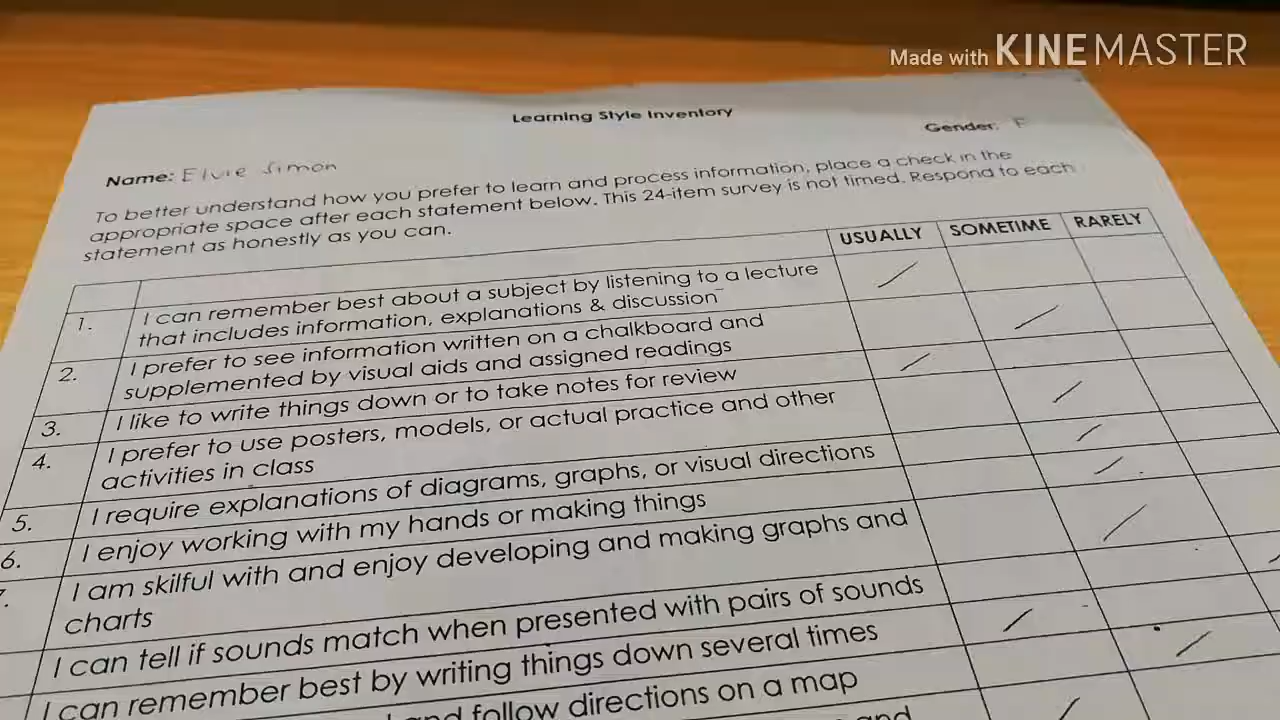 Made with KINEMASTER
Learning Style Inventory
Gender: F
Name: Elvie Simon
To better understand how you prefer to learn and process information, place a check in the
appropriate space after each statement below. This 24-item survey is not timed. Respond to each
statement as honestly as you can.
USUALLY SOMETIME RARELY
1. I can remember best about a subject by listening to a lecture
that includes information, explanations & discussion
2. I prefer to see information written on a chalkboard and
supplemented by visual aids and assigned readings
3. I like to write things down or to take notes for review
4. I prefer to use posters, models, or actual practice and other
activities in class
5. I require explanations of diagrams, graphs, or visual directions
6. I enjoy working with my hands or making things
I am skilful with and enjoy developing and making graphs and
charts
I can tell if sounds match when presented with pairs of sounds
I can remember best by writing things down several times
and follow directions on a map
and